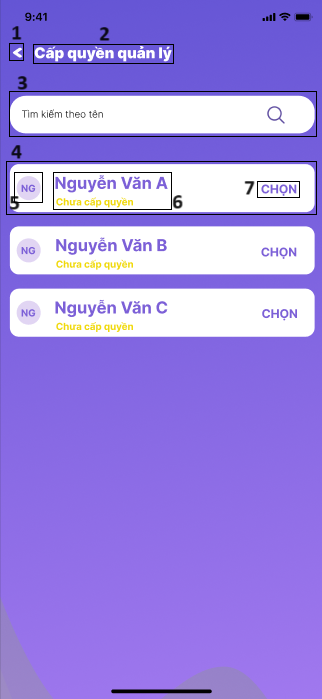 9:41
1
2
< Cấp quyền quản lý
3
Tìm kiếm theo tên
4
NG
Nguyễn Văn A
7
CHỌN
5
Chưa cấp quyền
6
NG
Nguyễn Văn B
CHỌN
Chưa cấp quyền
NG
Nguyễn Văn C
CHỌN
Chưa cấp quyền